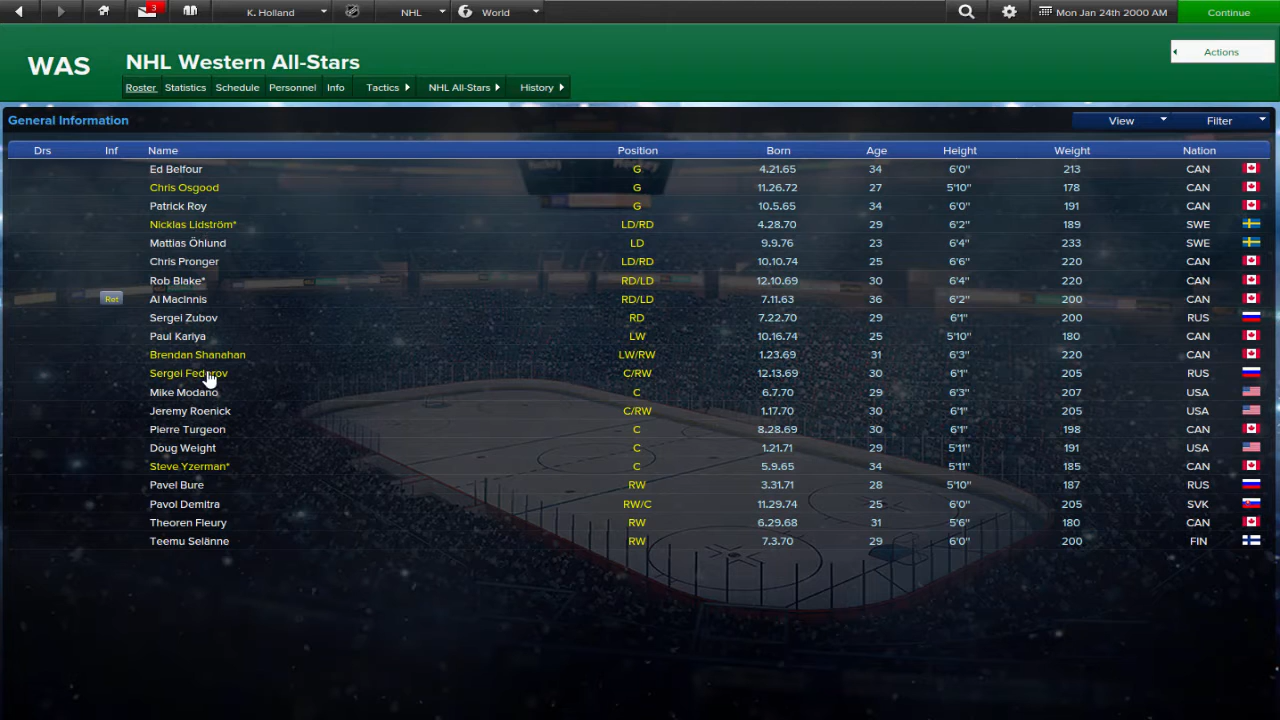 3 K. Holland NHL World Mon Jan 24th 2000 AM Continue
WAS NHL Western All-Stars Actions
Roster Statistics Schedule Personnel Info Tactics NHL All-Stars History
General Information View Filter
Drs Inf Name Position Born Age Height Weight Nation
Ed Belfour G 4.21.65 34 6'0" 213 CAN
Chris Osgood G 11.26.72 27 5'10" 178 CAN
Patrick Roy G 10.5.65 34 6'0" 191 CAN
Nicklas Lidström* LD/RD 4.28.70 29 6'2" 189 SWE
Mattias Öhlund LD 9.9.76 23 6'4" 233 SWE
Chris Pronger LD/RD 10.10.74 25 6'6" 220 CAN
Rob Blake* RD/LD 12.10.69 30 6'4" 220 CAN
Ret Al MacInnis RD/LD 7.11.63 36 6'2" 200 CAN
Sergei Zubov RD 7.22.70 29 6'1" 200 RUS
Paul Kariya LW 10.16.74 25 5'10" 180 CAN
Brendan Shanahan LW/RW 1.23.69 31 6'3" 220 CAN
Sergei Fedorov C/RW 12.13.69 30 6'1" 205 RUS
Mike Modano C 6.7.70 29 6'3" 207 USA
Jeremy Roenick C/RW 1.17.70 30 6'1" 205 USA
Pierre Turgeon C 8.28.69 30 6'1" 198 CAN
Doug Weight C 1.21.71 29 5'11" 191 USA
Steve Yzerman* C 5.9.65 34 5'11" 185 CAN
Pavel Bure RW 3.31.71 28 5'10" 187 RUS
Pavol Demitra RW/C 11.29.74 25 6'0" 205 SVK
Theoren Fleury RW 6.29.68 31 5'6" 180 CAN
Teemu Selänne RW 7.3.70 29 6'0" 200 FIN